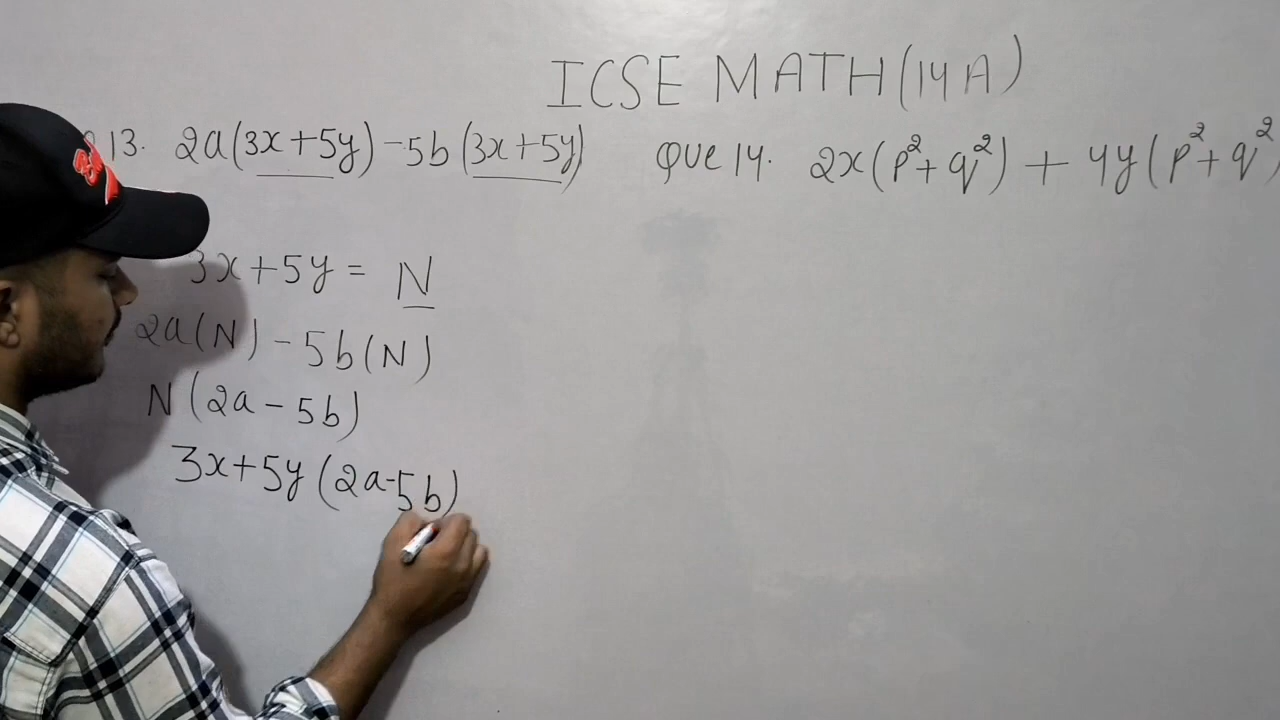 ICSE MATH (14A)
13. 2a(3x+5y) - 5b(3x+5y)
QUE 14. 2x(p²+q²) + 4y(p²+q²
3x+5y = N
2a(N) - 5b(N)
N(2a - 5b)
3x+5y(2a-5b)